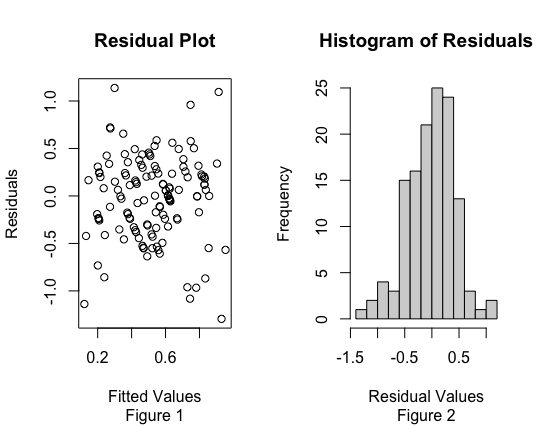 Residual Plot
Residuals
1.0
0.5
0.0
-0.5
-1.0
0.2
0.6
Fitted Values
Figure 1
Histogram of Residuals
Frequency
25
20
15
10
5
0
-1.5
-0.5
0.5
Residual Values
Figure 2